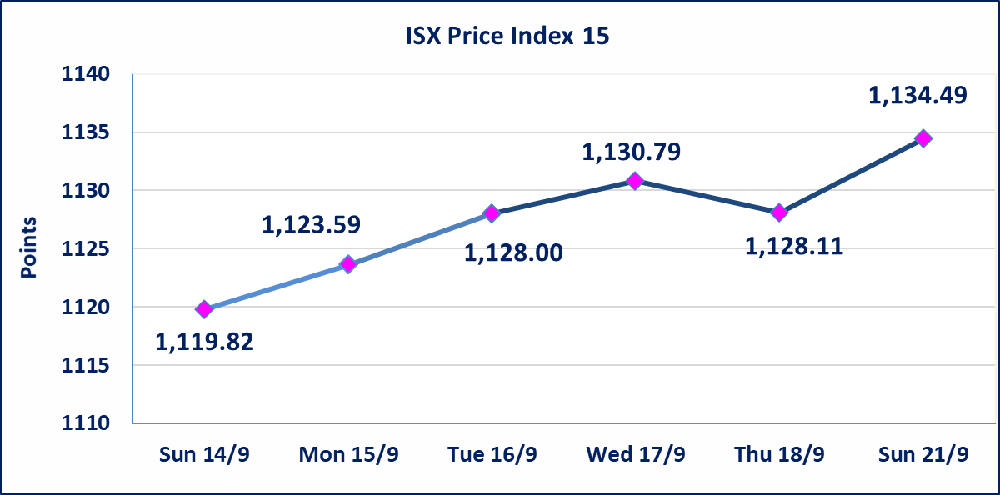 ISX Price Index 15
Points
1140
1135
1130
1125
1120
1115
1110
1,119.82
1,123.59
1,128.00
1,130.79
1,128.11
1,134.49
Sun 14/9
Mon 15/9
Tue 16/9
Wed 17/9
Thu 18/9
Sun 21/9